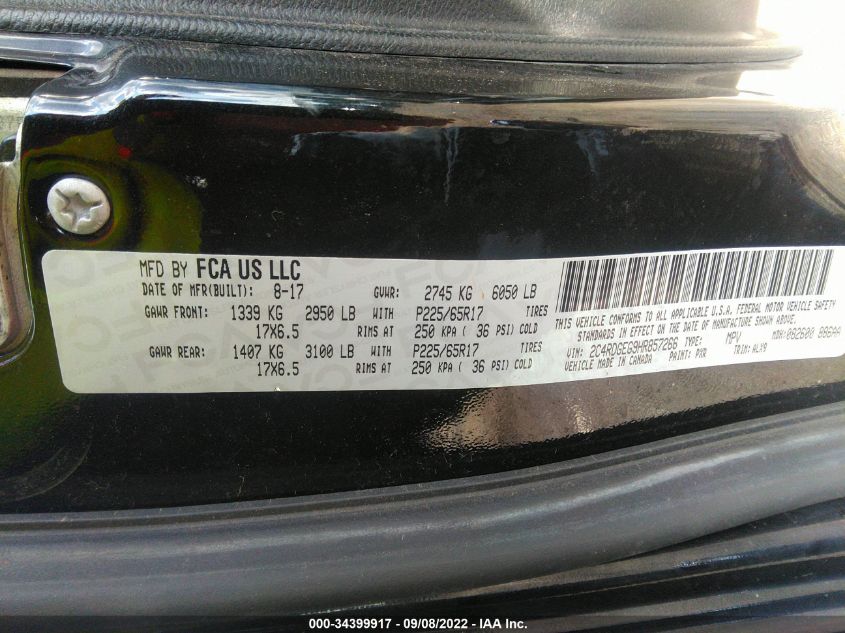 MFD BY FCA US LLC
DATE OF MFR(BUILT): 8-17 GVWR: 2745 KG 6050 LB
GAWR FRONT: 1339 KG 2950 LB WITH P225/65R17 TIRES
17X6.5 RIMS AT 250 KPA ( 36 PSI) COLD
GAWR REAR: 1407 KG 3100 LB WITH P225/65R17 TIRES
17X6.5 RIMS AT 250 KPA ( 36 PSI) COLD
THIS VEHICLE CONFORMS TO ALL APPLICABLE U.S.A. FEDERAL MOTOR VEHICLE SAFETY
STANDARDS IN EFFECT ON THE DATE OF MANUFACTURE SHOWN ABOVE.
VIN: 2C4RDGEG9HR857266 TYPE: MPV MDH:
VEHICLE MADE IN CANADA PAINT: PXR TRIM: ALX9
000-34399917 - 09/08/2022 - IAA Inc.